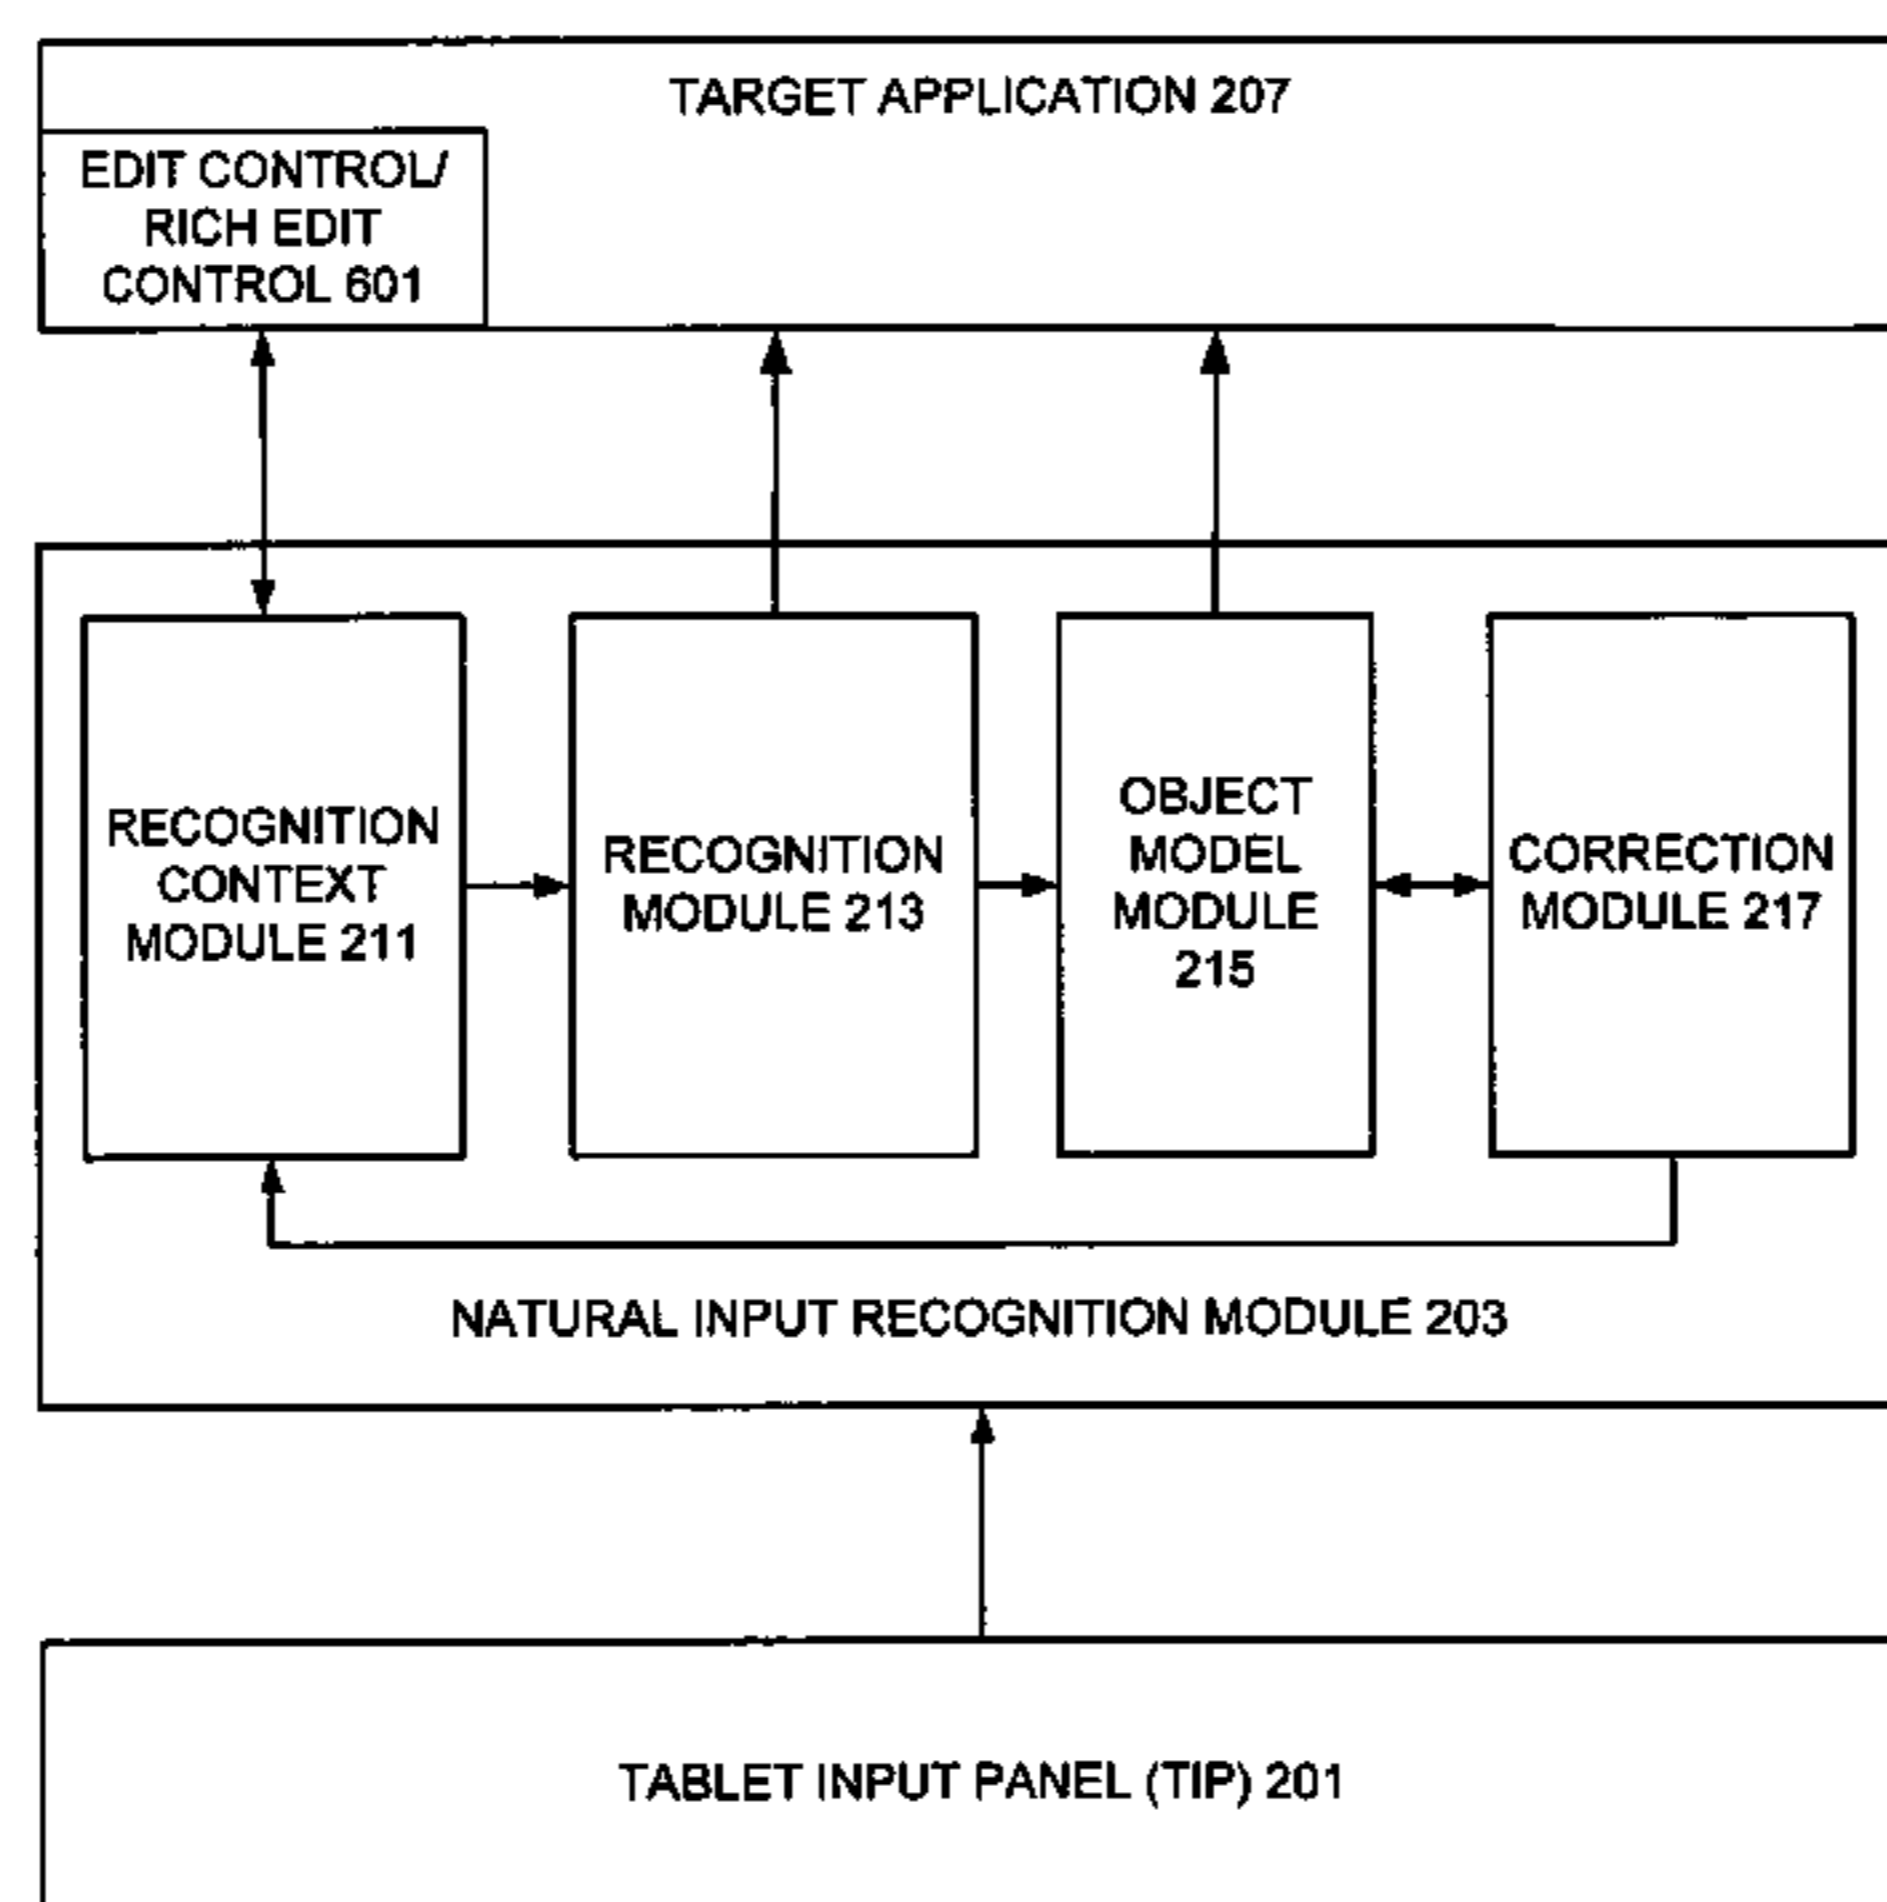 TARGET APPLICATION 207
EDIT CONTROL/
RICH EDIT
CONTROL 601
RECOGNITION
CONTEXT
MODULE 211
RECOGNITION
MODULE 213
OBJECT
MODEL
MODULE
215
CORRECTION
MODULE 217
NATURAL INPUT RECOGNITION MODULE 203
TABLET INPUT PANEL (TIP) 201